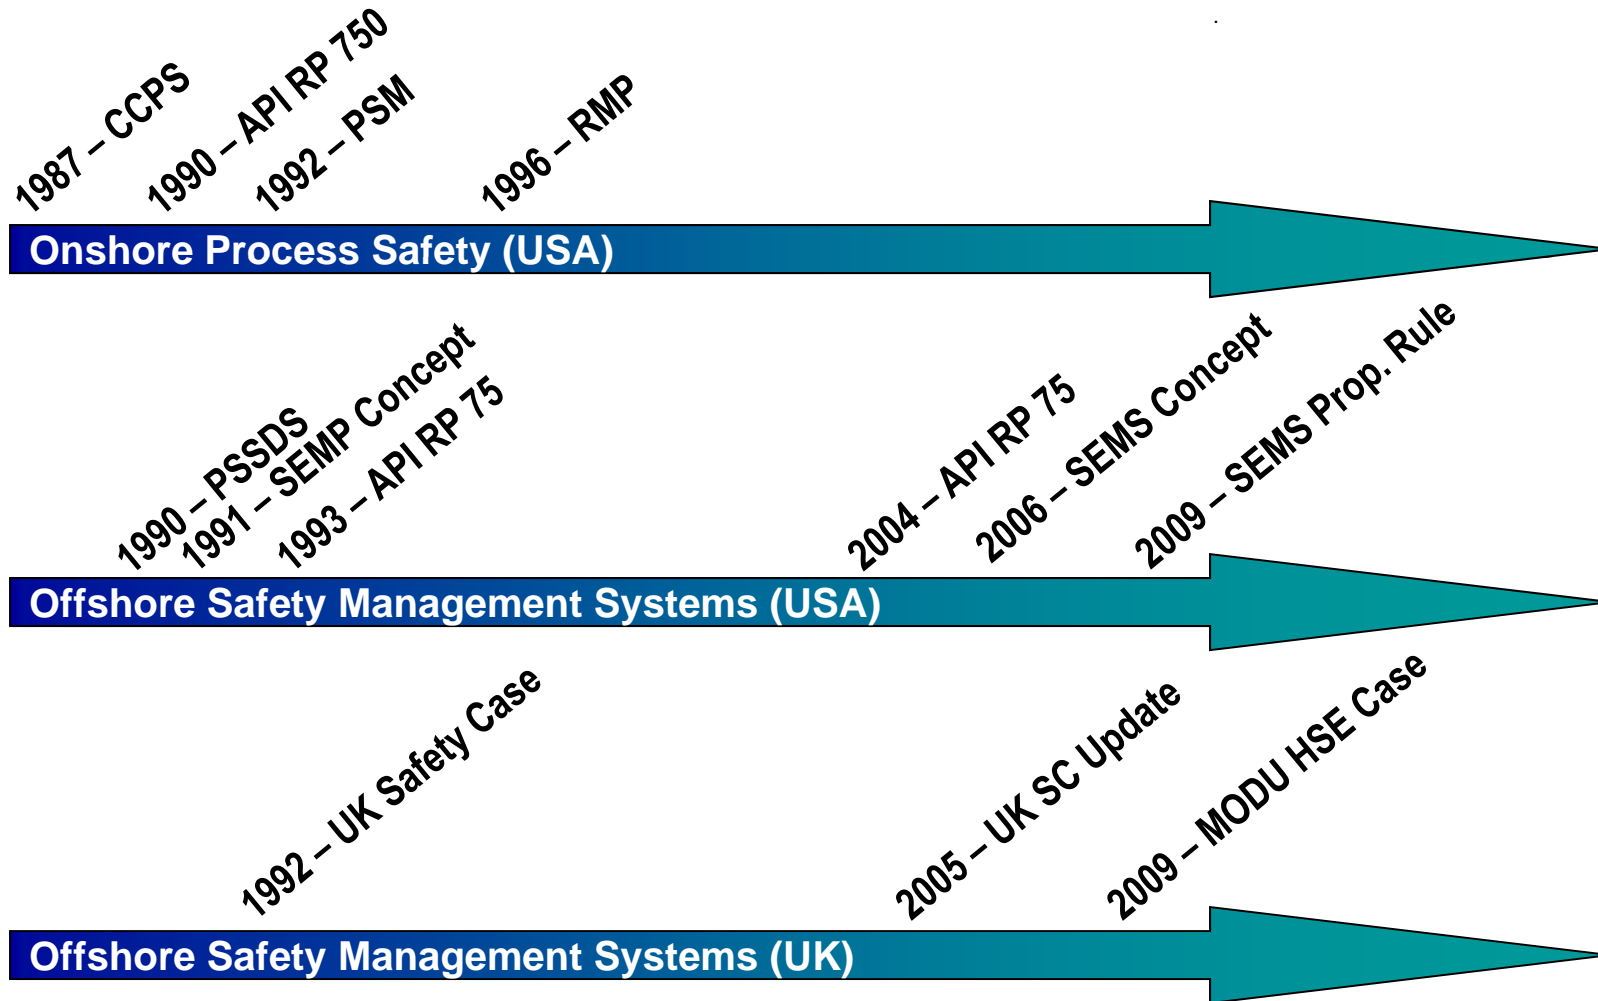 1987 – CCPS
1990 – API RP 750
1992 – PSM
1996 – RMP
Onshore Process Safety (USA)
1990 – PSSDS
1991 – SEMP Concept
1993 – API RP 75
2004 – API RP 75
2006 – SEMS Concept
2009 – SEMS Prop. Rule
Offshore Safety Management Systems (USA)
1992 – UK Safety Case
2005 – UK SC Update
2009 – MODU HSE Case
Offshore Safety Management Systems (UK)